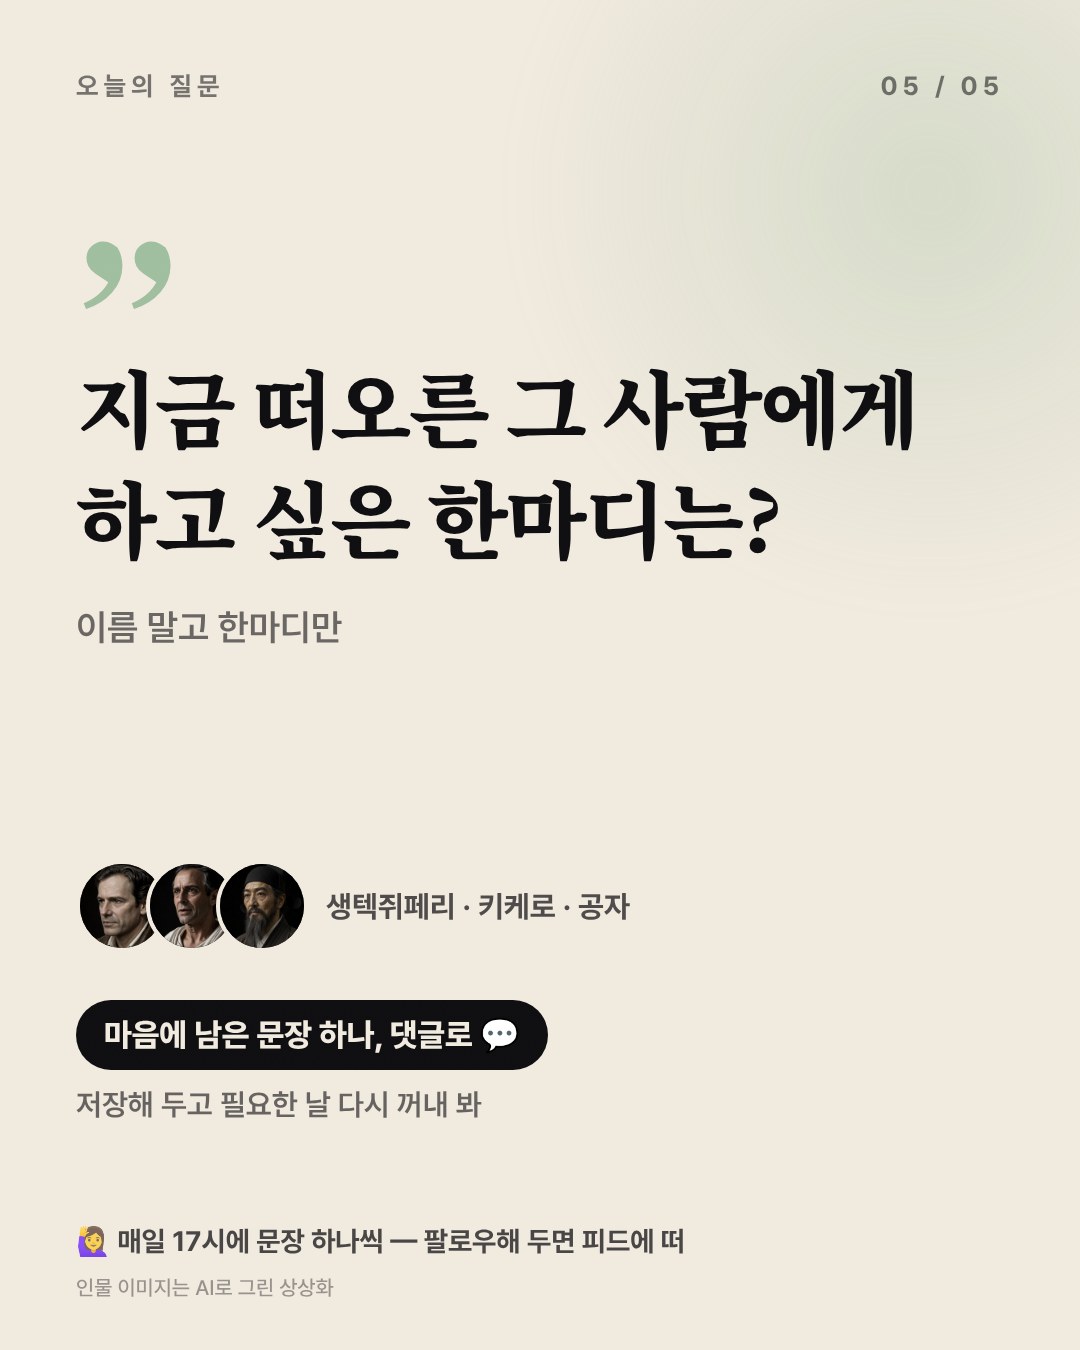 오늘의 질문
05 / 05
”
지금 떠오른 그 사람에게
하고 싶은 한마디는?
이름 말고 한마디만
생텍쥐페리 · 키케로 · 공자
마음에 남은 문장 하나, 댓글로 💬
저장해 두고 필요한 날 다시 꺼내 봐
🙋‍♀️ 매일 17시에 문장 하나씩 — 팔로우해 두면 피드에 떠
인물 이미지는 AI로 그린 상상화